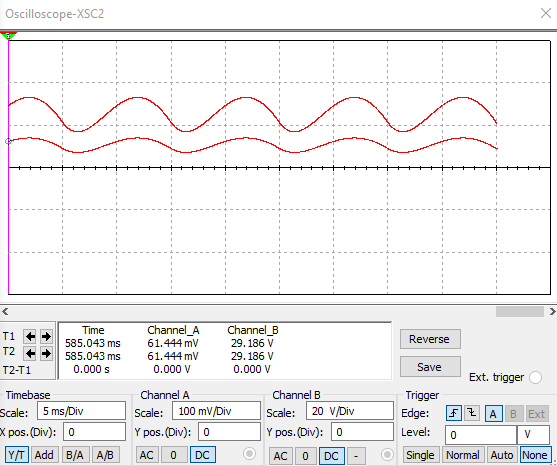 Oscilloscope-XSC2
Time Channel_A Channel_B
T1 585.043 ms 61.444 mV 29.186 V
T2 585.043 ms 61.444 mV 29.186 V
T2-T1 0.000 s 0.000 V 0.000 V
Reverse
Save
Ext. trigger
Timebase Channel A Channel B Trigger
Scale: 5 ms/Div Scale: 100 mV/Div Scale: 20 V/Div Edge: A B Ext
X pos.(Div): 0 Y pos.(Div): 0 Y pos.(Div): 0 Level: 0 V
Y/T Add B/A A/B AC 0 DC AC 0 DC - Single Normal Auto None